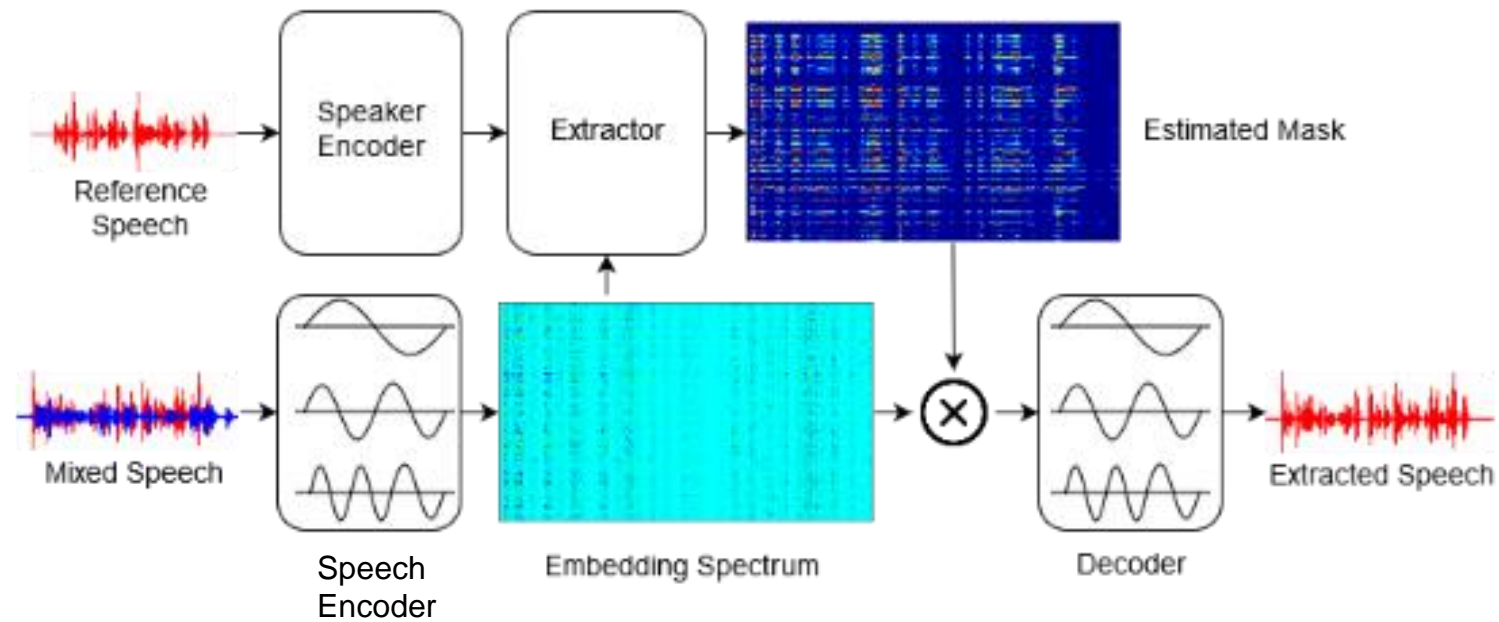 Speaker
Encoder
Extractor
Estimated Mask
Reference
Speech
Mixed Speech
Extracted Speech
Speech
Encoder
Embedding Spectrum
Decoder